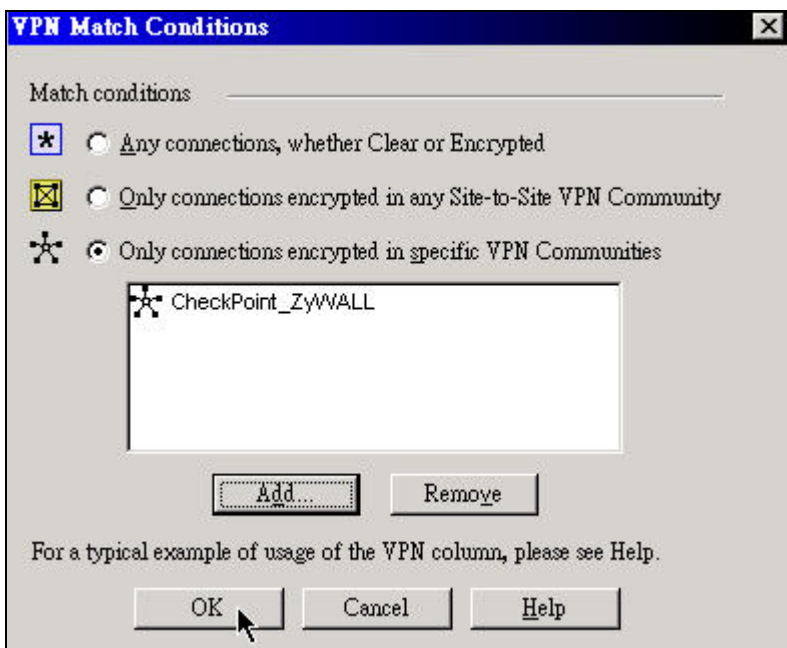 VPN Match Conditions
Match conditions
Any connections, whether Clear or Encrypted
Only connections encrypted in any Site-to-Site VPN Community
Only connections encrypted in specific VPN Communities
CheckPoint_ZyWALL
Add... Remove
For a typical example of usage of the VPN column, please see Help.
OK Cancel Help